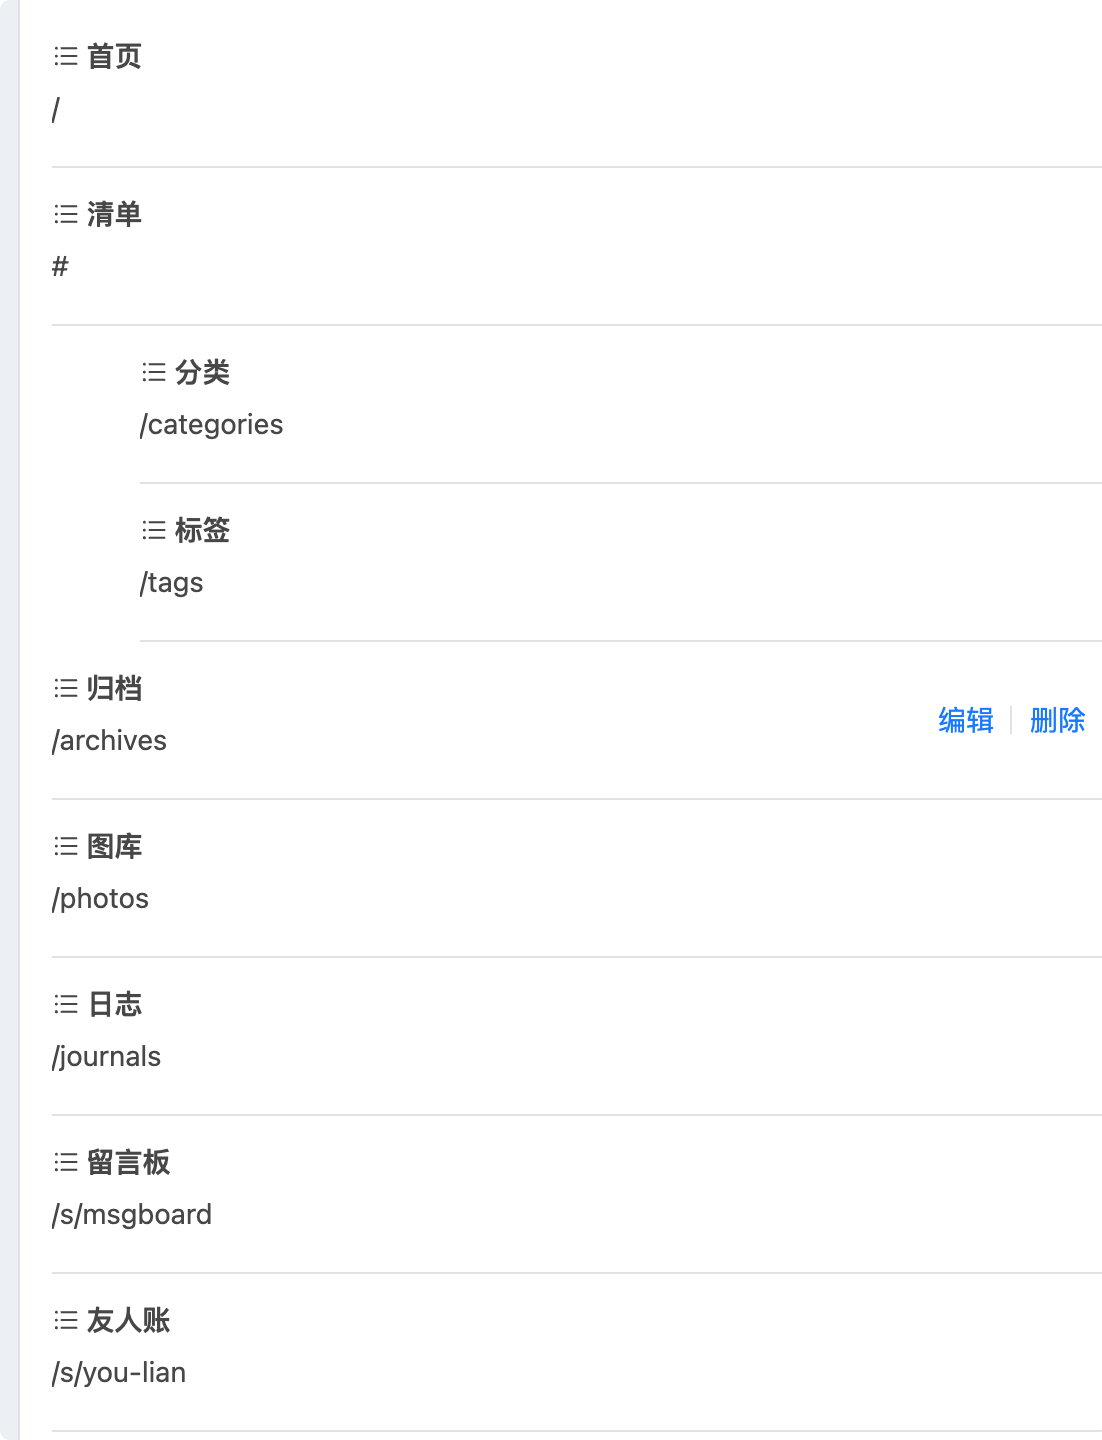 首页
/
清单
#
分类
/categories
标签
/tags
归档
/archives
编辑 删除
图库
/photos
日志
/journals
留言板
/s/msgboard
友人账
/s/you-lian